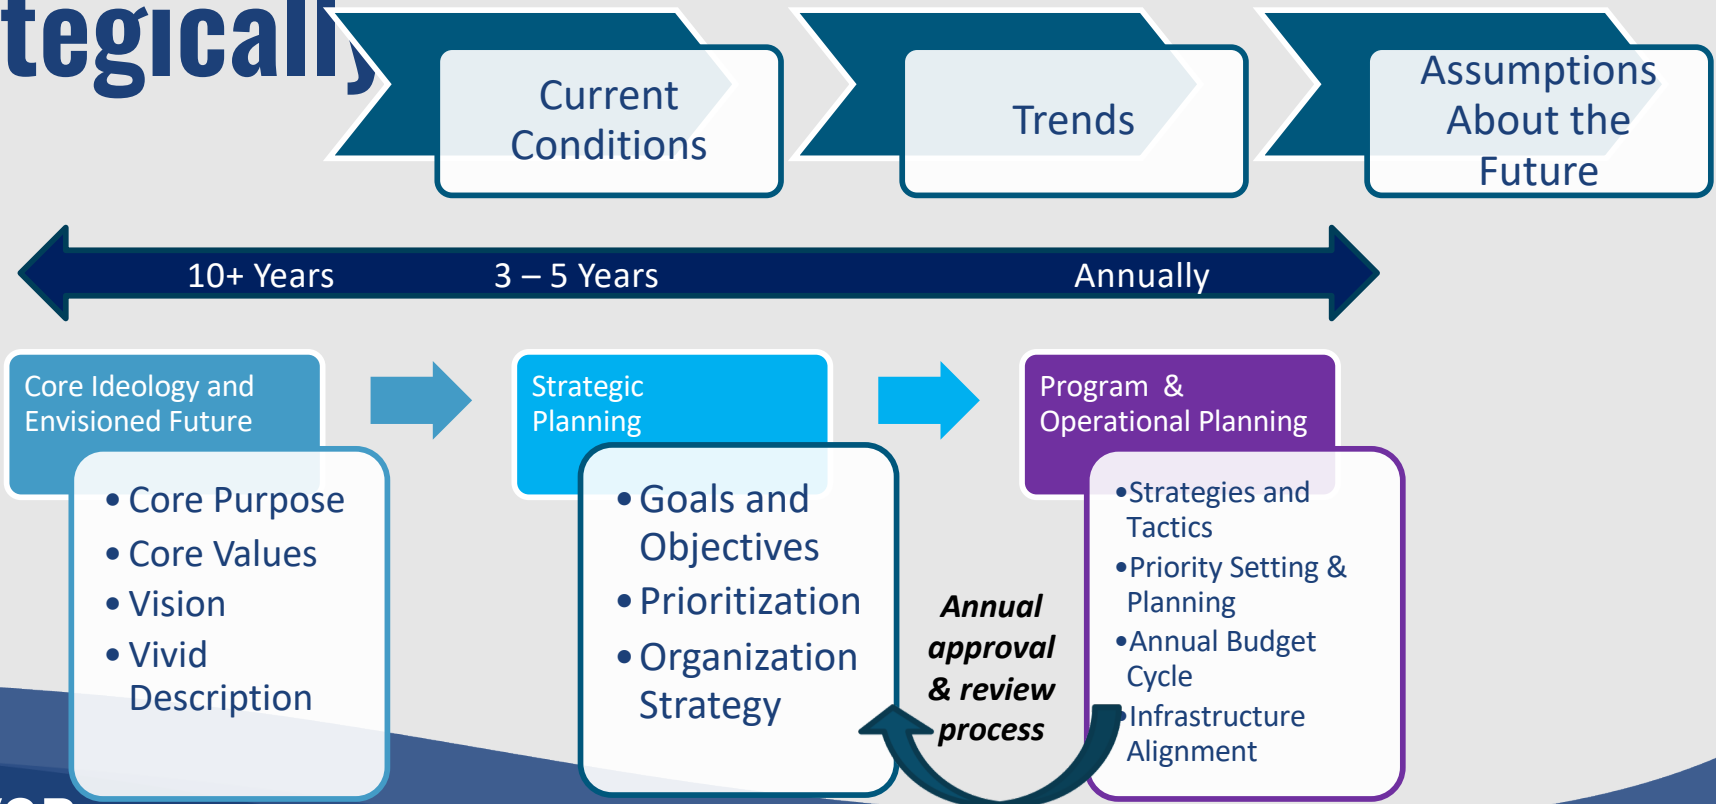 Current
Conditions
Trends
Assumptions
About the
Future
10+ Years
3 – 5 Years
Annually
Core Ideology and
Envisioned Future
• Core Purpose
• Core Values
• Vision
• Vivid
Description
Strategic
Planning
• Goals and
Objectives
• Prioritization
• Organization
Strategy
Annual
approval
& review
process
Program &
Operational Planning
•Strategies and
Tactics
•Priority Setting &
Planning
•Annual Budget
Cycle
•Infrastructure
Alignment